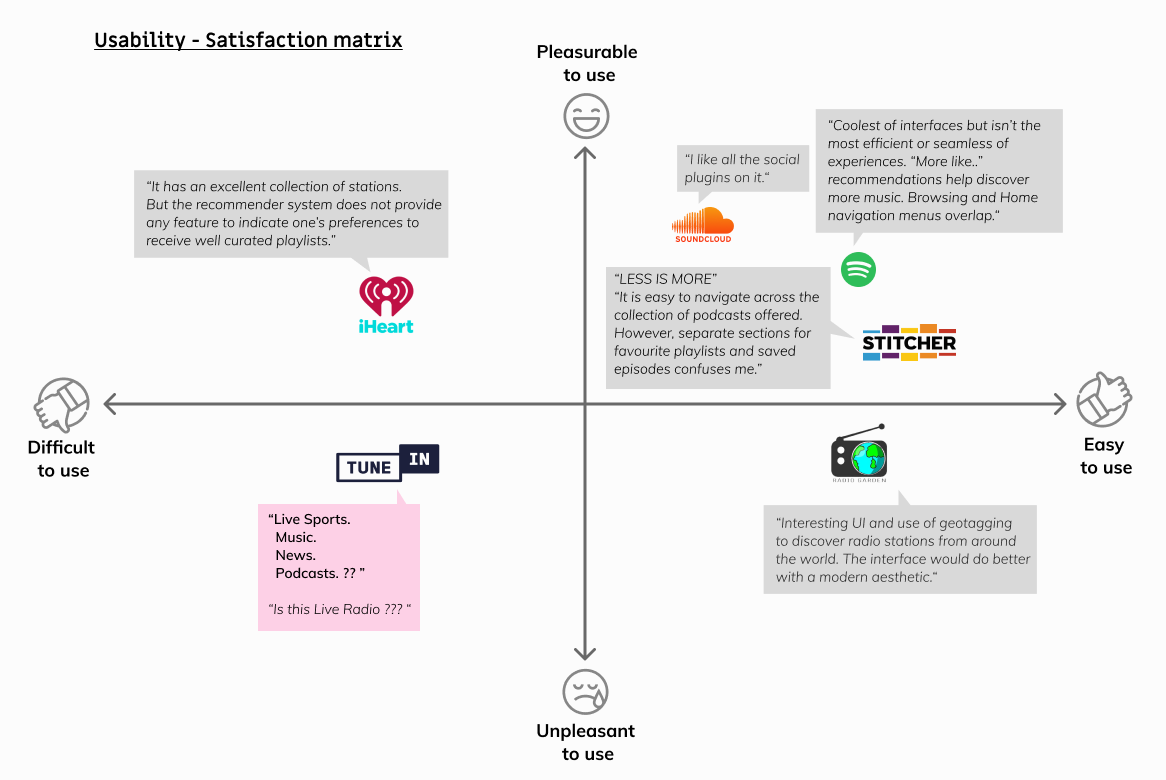 Usability - Satisfaction matrix
Pleasurable
to use
“Coolest of interfaces but isn’t the
most efficient or seamless of
experiences. “More like..”
recommendations help discover
more music. Browsing and Home
navigation menus overlap.“
“I like all the social
plugins on it.“
SOUNDCLOUD
“It has an excellent collection of stations.
But the recommender system does not provide
any feature to indicate one’s preferences to
receive well curated playlists.”
iHeart
“LESS IS MORE”
“It is easy to navigate across the
collection of podcasts offered.
However, separate sections for
favourite playlists and saved
episodes confuses me.”
STITCHER
Difficult
to use
Easy
to use
TUNE IN
“Live Sports.
Music.
News.
Podcasts. ?? ”
“Is this Live Radio ??? “
RADIO GARDEN
“Interesting UI and use of geotagging
to discover radio stations from around
the world. The interface would do better
with a modern aesthetic.“
Unpleasant
to use